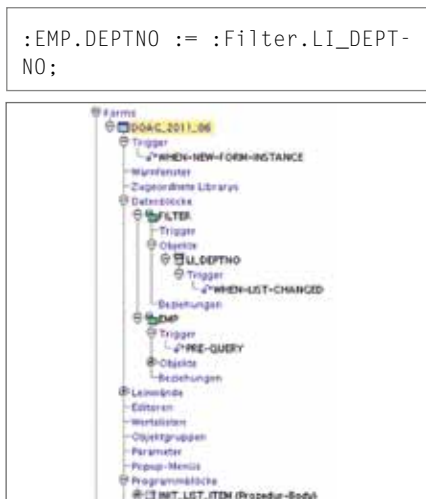 :EMP.DEPTNO := :Filter.LI_DEPT-
NO;
Forms
DOAG_2011_06
Trigger
WHEN-NEW-FORM-INSTANCE
Warnfenster
Zugeordnete Librarys
Datenblöcke
FILTER
Trigger
Objekte
LI_DEPTNO
Trigger
WHEN-LIST-CHANGED
Beziehungen
EMP
Trigger
PRE-QUERY
Objekte
Beziehungen
Leinwände
Editoren
Wertelisten
Objektgruppen
Parameter
Popup-Menüs
Programmblöcke
INIT_LIST_ITEM (Prozedur-Body)